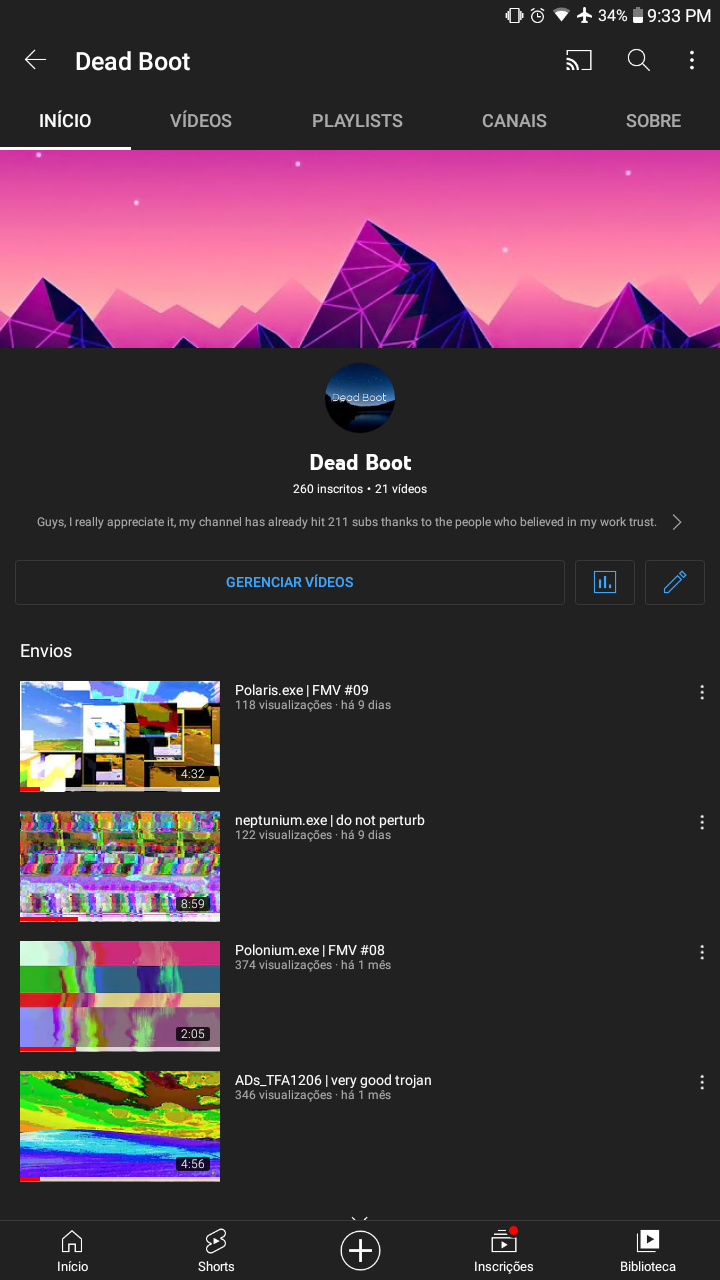 34% 9:33 PM
Dead Boot
INÍCIO VÍDEOS PLAYLISTS CANAIS SOBRE
Dead Boot
Dead Boot
260 inscritos • 21 vídeos
Guys, I really appreciate it, my channel has already hit 211 subs thanks to the people who believed in my work trust.
GERENCIAR VÍDEOS
Envios
Polaris.exe | FMV #09
118 visualizações · há 9 dias
4:32
neptunium.exe | do not perturb
122 visualizações · há 9 dias
8:59
Polonium.exe | FMV #08
374 visualizações · há 1 mês
2:05
ADs_TFA1206 | very good trojan
346 visualizações · há 1 mês
4:56
Início Shorts Inscrições Biblioteca